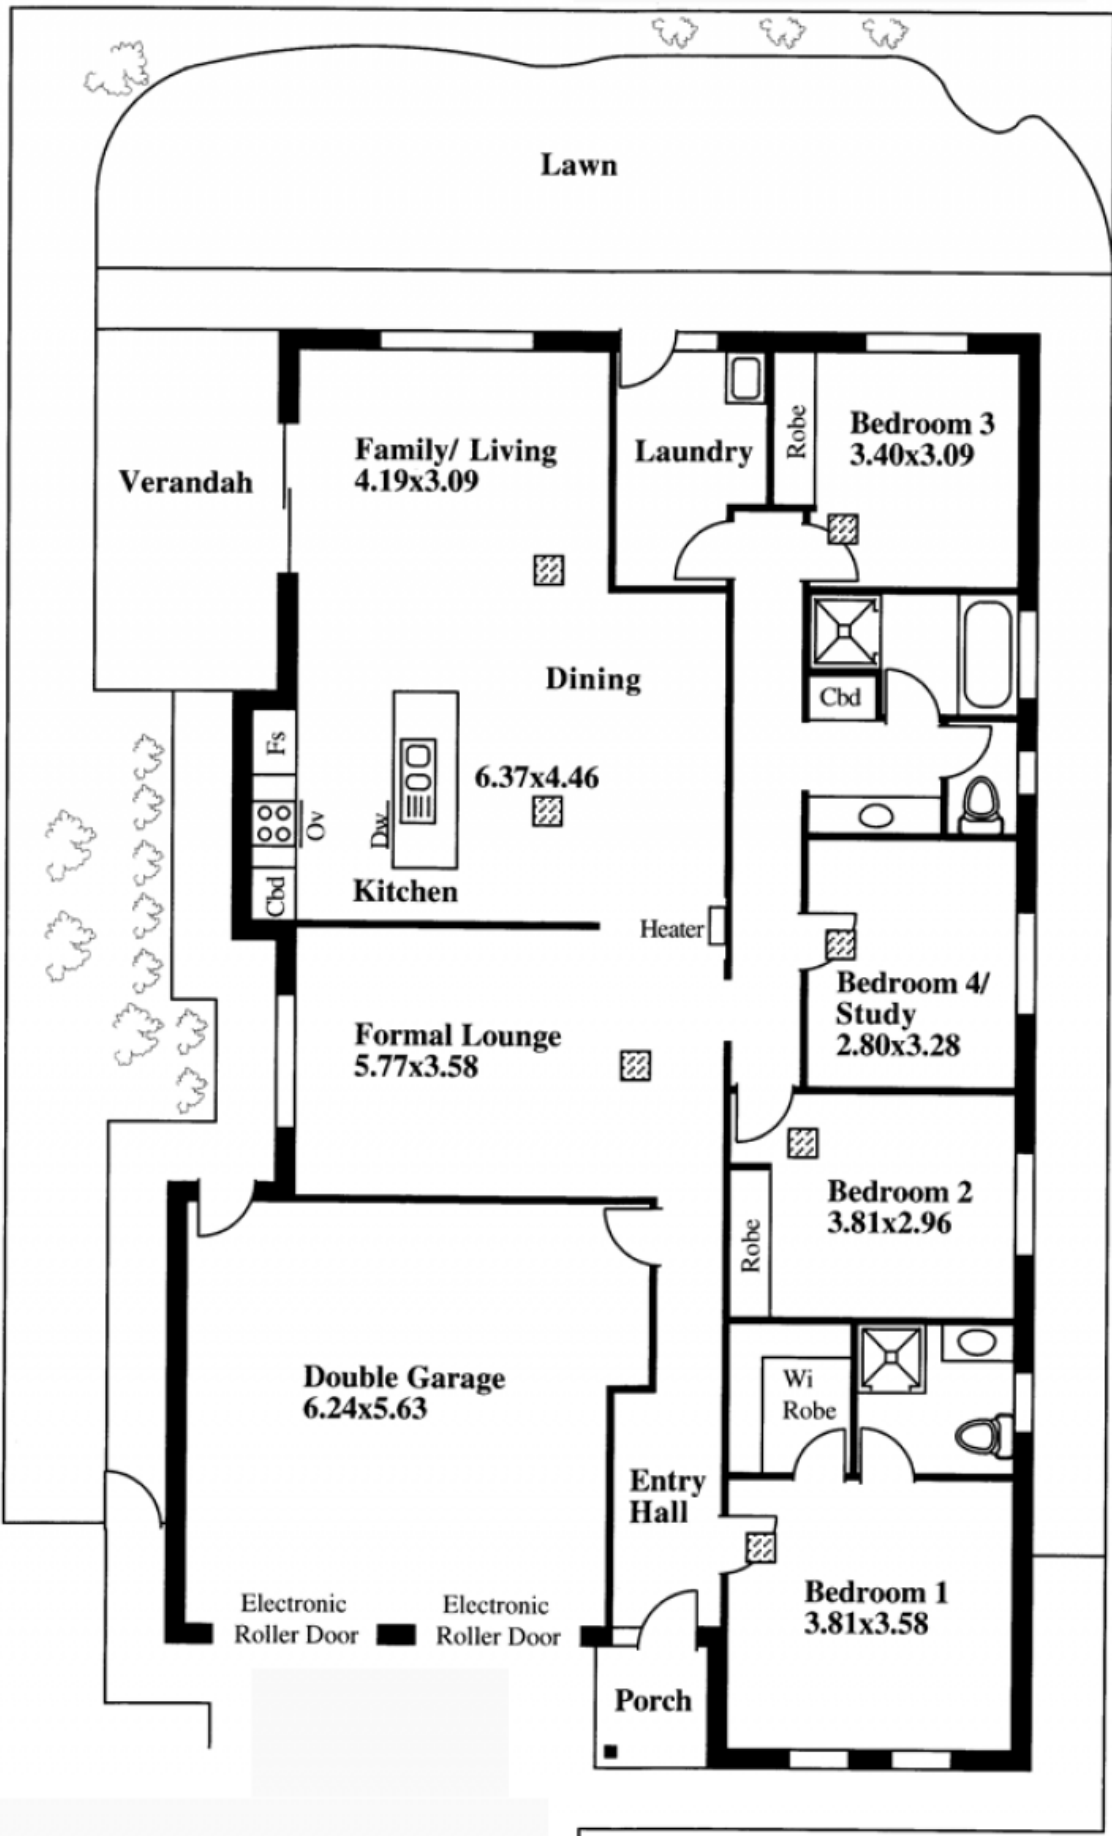 Lawn
Family/ Living
4.19x3.09
Verandah
Laundry
Robe
Bedroom 3
3.40x3.09
Dining
Cbd
Fs
6.37x4.46
Ov
Dw
Cbd
Kitchen
Heater
Formal Lounge
5.77x3.58
Bedroom 4/
Study
2.80x3.28
Bedroom 2
3.81x2.96
Robe
Double Garage
6.24x5.63
Wi
Robe
Entry
Hall
Electronic
Roller Door
Electronic
Roller Door
Bedroom 1
3.81x3.58
Porch